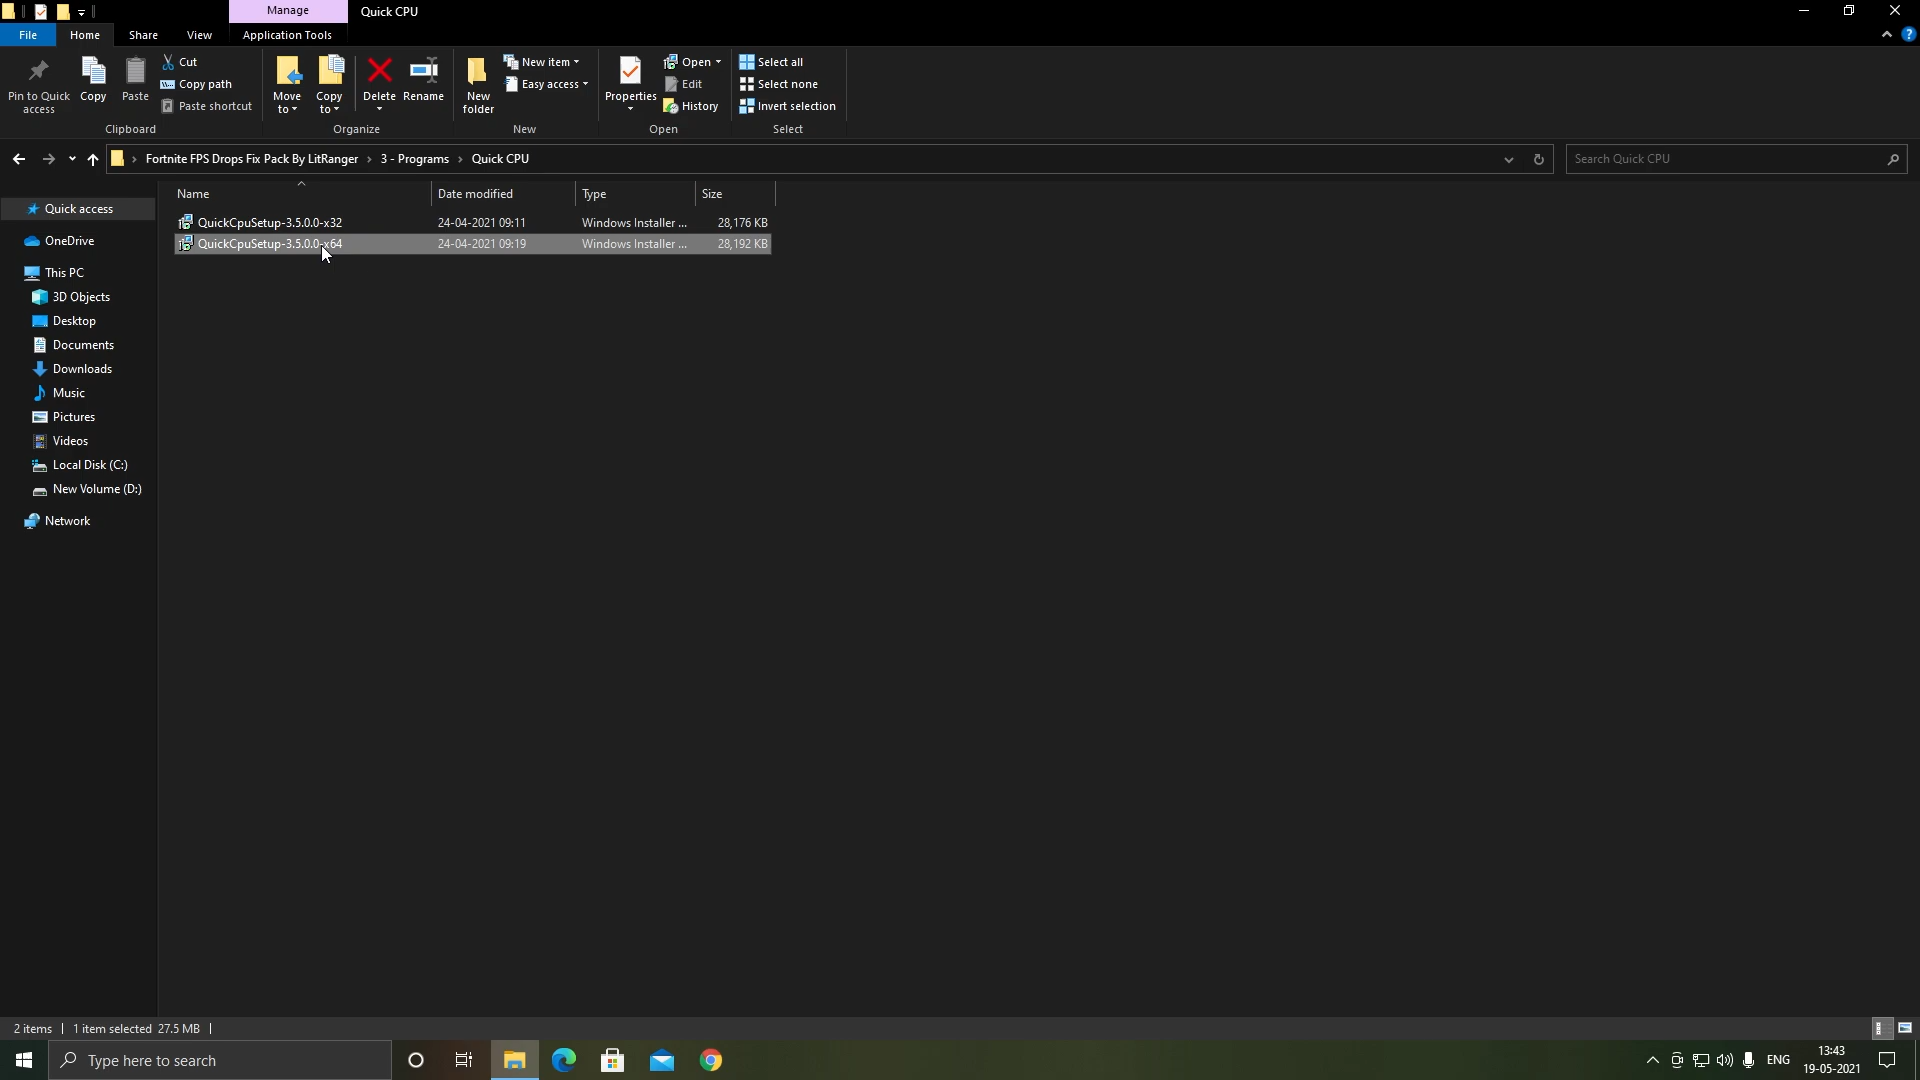 Manage
Quick CPU
File
Home
Share
View
Application Tools
Pin to Quick access
Copy
Paste
Cut
Copy path
Paste shortcut
Clipboard
Move to
Copy to
Delete
Rename
Organize
New folder
New item
Easy access
New
Properties
Open
Edit
History
Open
Select all
Select none
Invert selection
Select
Fortnite FPS Drops Fix Pack By LitRanger
3 - Programs
Quick CPU
Search Quick CPU
Name
Date modified
Type
Size
QuickCpuSetup-3.5.0.0-x32 24-04-2021 09:11 Windows Installer ... 28,176 KB
QuickCpuSetup-3.5.0.0-x64 24-04-2021 09:19 Windows Installer ... 28,192 KB
Quick access
OneDrive
This PC
3D Objects
Desktop
Documents
Downloads
Music
Pictures
Videos
Local Disk (C:)
New Volume (D:)
Network
2 items
1 item selected 27.5 MB
Type here to search
ENG
13:43
19-05-2021